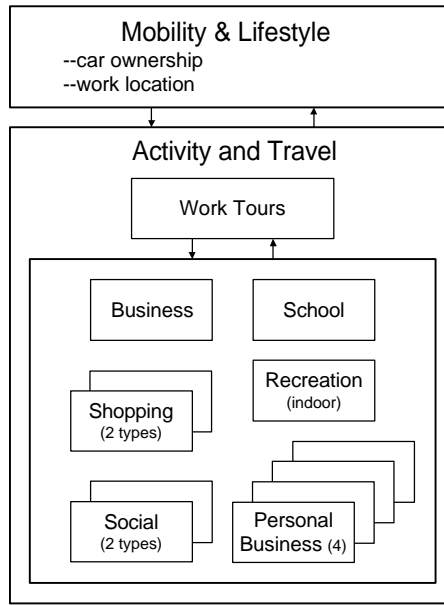 Mobility & Lifestyle
--car ownership
--work location
Activity and Travel
Work Tours
Business
School
Shopping
(2 types)
Recreation
(indoor)
Social
(2 types)
Personal
Business (4)